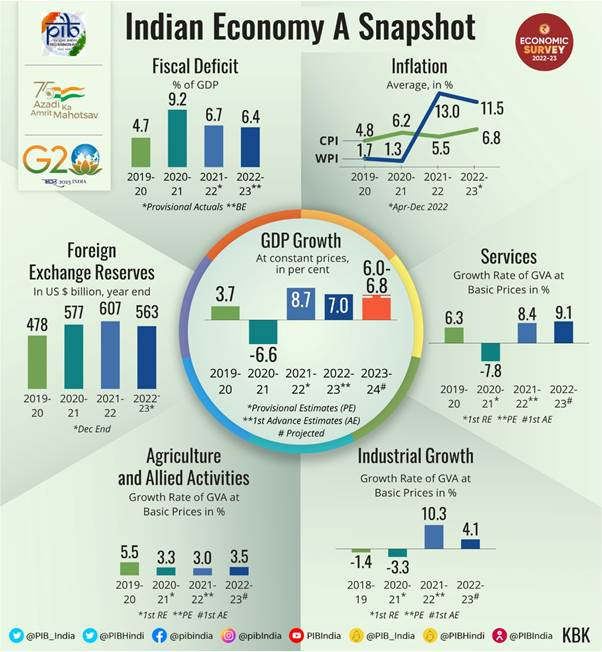 pib
Indian Economy A Snapshot
ECONOMIC
SURVEY
2022-23
75
Azadi Ka
Amrit Mahotsav
G20
2023 INDIA
Fiscal Deficit
% of GDP
4.7
9.2
6.7
6.4
2019-
20
2020-
21
2021-
22*
2022-
23**
*Provisional Actuals **BE
Inflation
Average, in %
CPI
4.8
6.2
5.5
6.8
WPI
1.7
1.3
13.0
11.5
2019-
20
2020-
21
2021-
22
2022-
23*
*Apr-Dec 2022
Foreign
Exchange Reserves
In US $ billion, year end
478
577
607
563
2019-
20
2020-
21
2021-
22
2022-
23*
*Dec End
GDP Growth
At constant prices,
in per cent
3.7
-6.6
8.7
7.0
6.0-
6.8
2019-
20
2020-
21
2021-
22*
2022-
23**
2023-
24#
*Provisional Estimates (PE)
**1st Advance Estimates (AE)
# Projected
Services
Growth Rate of GVA at
Basic Prices in %
6.3
-7.8
8.4
9.1
2019-
20
2020-
21*
2021-
22**
2022-
23#
*1st RE **PE #1st AE
Agriculture
and Allied Activities
Growth Rate of GVA at
Basic Prices in %
5.5
3.3
3.0
3.5
2019-
20
2020-
21*
2021-
22**
2022-
23#
*1st RE **PE #1st AE
Industrial Growth
Growth Rate of GVA at
Basic Prices in %
-1.4
-3.3
10.3
4.1
2018-
19
2020-
21*
2021-
22**
2022-
23#
*1st RE **PE #1st AE
@PIB_India @PIBHindi @pibindia @pibIndia PIBIndia @PIB_India @PIBHindi @PIBIndia KBK